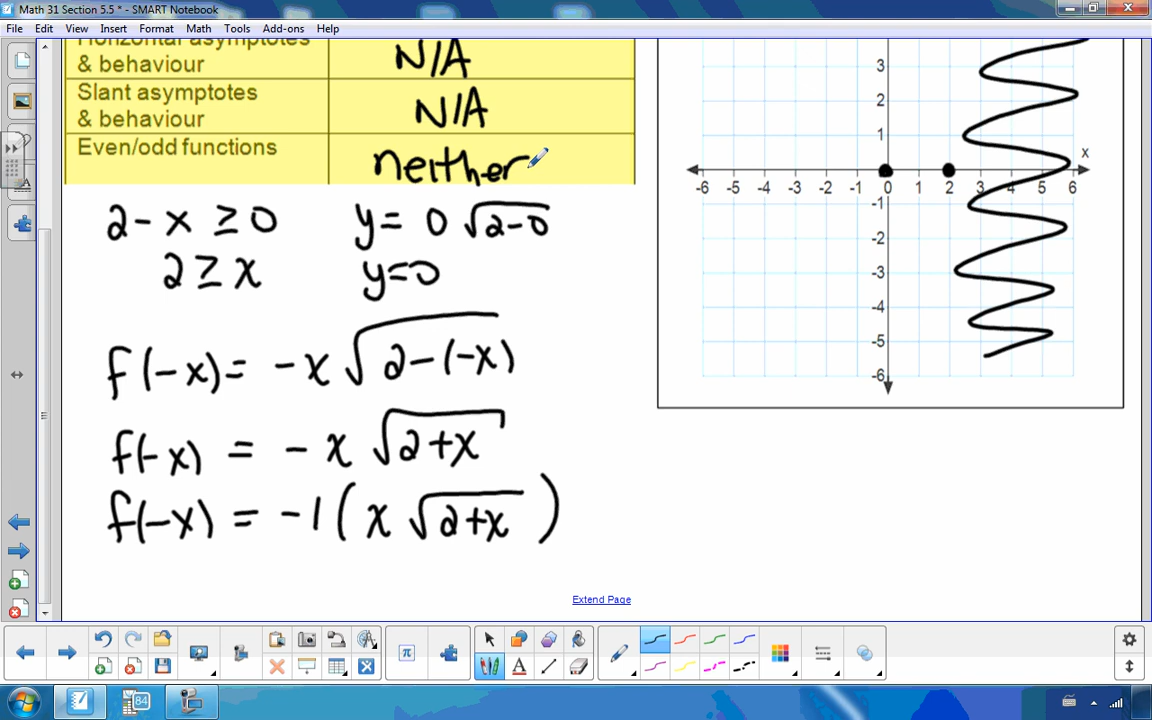 Math 31 Section 5.5 * - SMART Notebook
File Edit View Insert Format Math Tools Add-ons Help
Horizontal asymptotes
& behaviour
N/A
Slant asymptotes
& behaviour
N/A
Even/odd functions
neither
2 - x ≥ 0
2 ≥ x
y = 0 √(2-0)
y = 0
f(-x) = -x √(2-(-x))
f(-x) = -x √(2+x)
f(-x) = -1(x √(2+x))
3
2
1
x
-6 -5 -4 -3 -2 -1 0 1 2 3 4 5 6
-1
-2
-3
-4
-5
-6
Extend Page
π
A
84